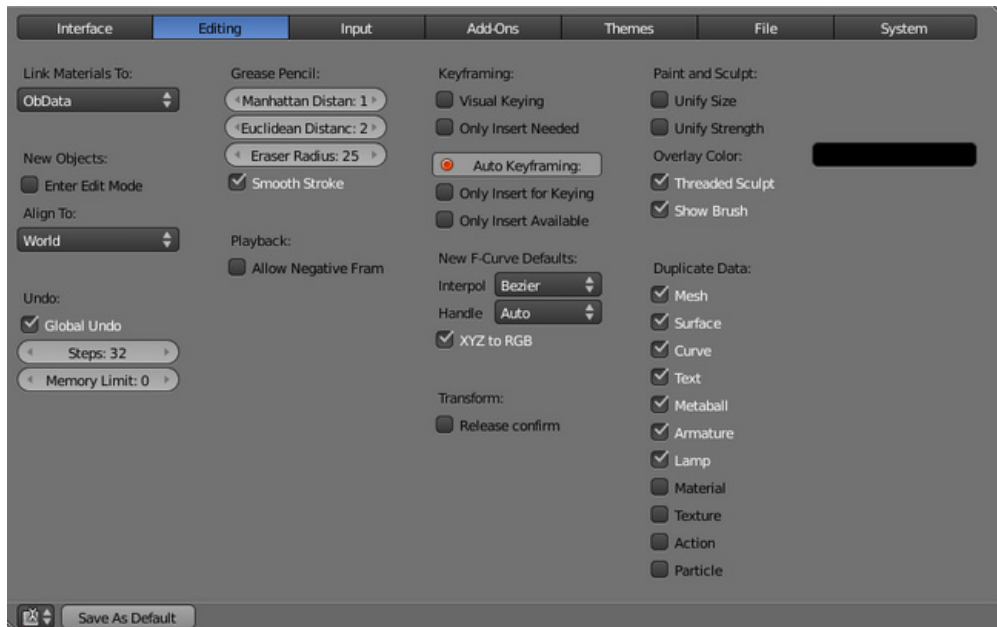 Interface Editing Input Add-Ons Themes File System
Link Materials To:
ObData
New Objects:
Enter Edit Mode
Align To:
World
Undo:
Global Undo
Steps: 32
Memory Limit: 0
Grease Pencil:
Manhattan Distan: 1
Euclidean Distanc: 2
Eraser Radius: 25
Smooth Stroke
Playback:
Allow Negative Fram
Keyframing:
Visual Keying
Only Insert Needed
Auto Keyframing:
Only Insert for Keying
Only Insert Available
New F-Curve Defaults:
Interpol Bezier
Handle Auto
XYZ to RGB
Transform:
Release confirm
Paint and Sculpt:
Unify Size
Unify Strength
Overlay Color:
Threaded Sculpt
Show Brush
Duplicate Data:
Mesh
Surface
Curve
Text
Metaball
Armature
Lamp
Material
Texture
Action
Particle
Save As Default